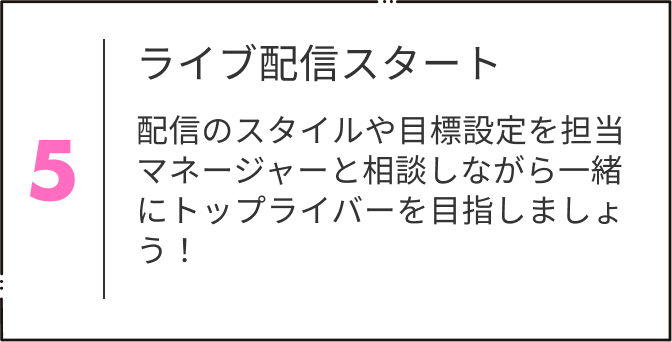 5
ライブ配信スタート
配信のスタイルや目標設定を担当
マネージャーと相談しながら一緒
にトップライバーを目指しましょ
う！